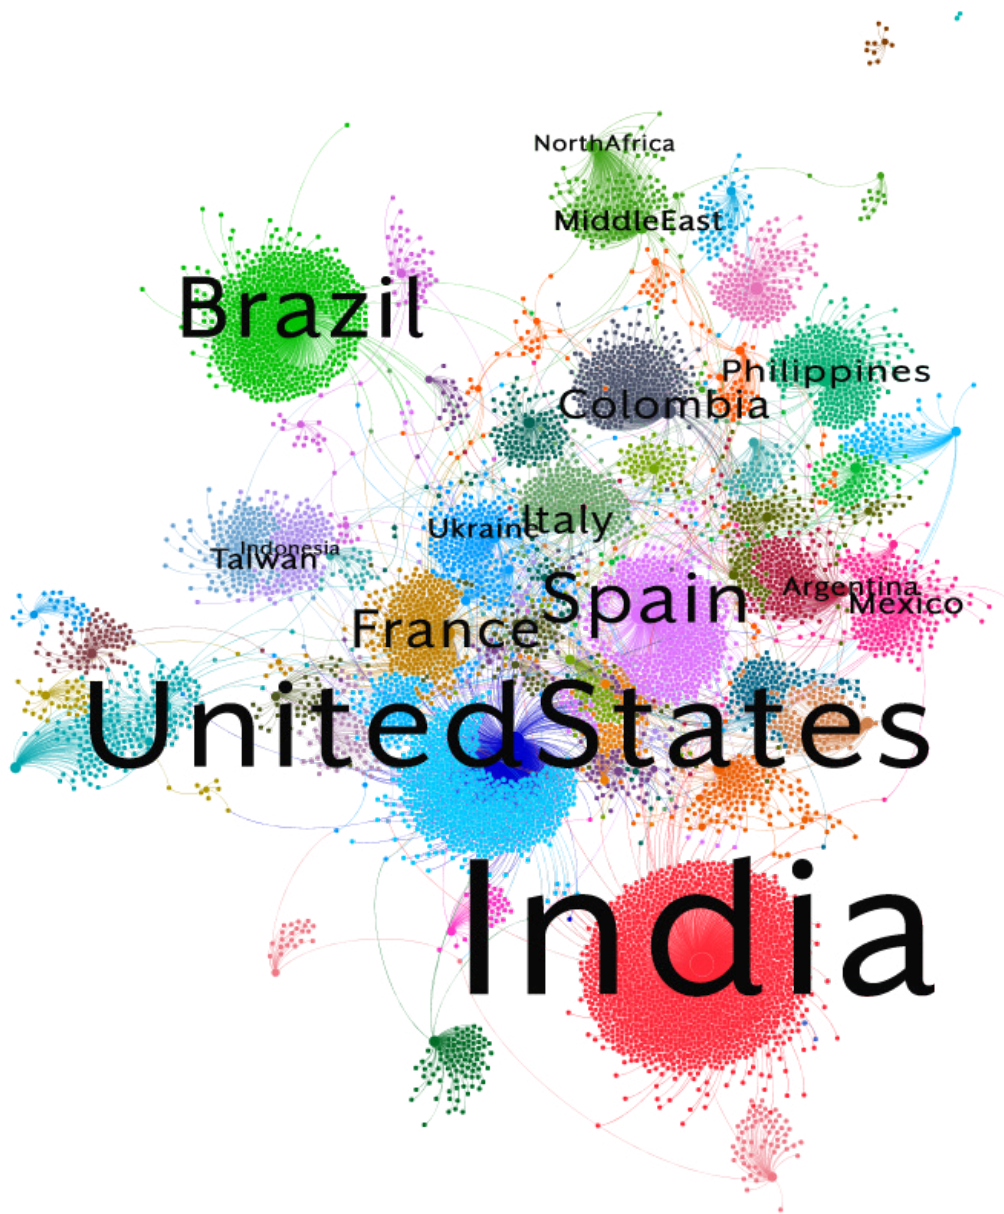 NorthAfrica
MiddleEast
Brazil
Philippines
Colombia
Italy
Ukraine
Indonesia
Taiwan
Argentina
Mexico
Spain
France
UnitedStates
India